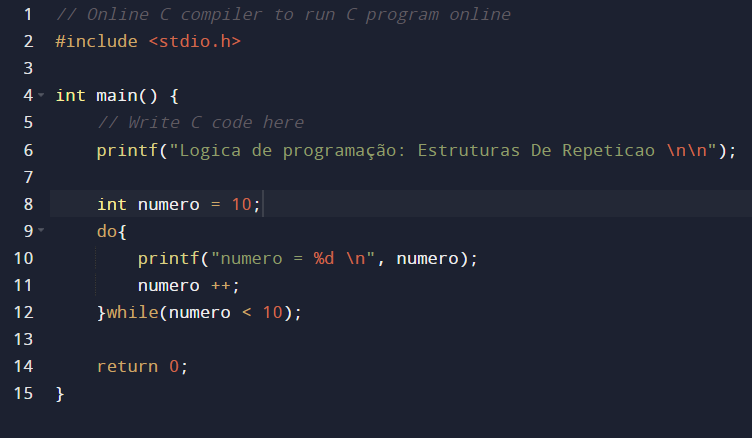 1 // Online C compiler to run C program online
2 #include <stdio.h>
3
4 int main() {
5     // Write C code here
6     printf("Logica de programação: Estruturas De Repeticao \n\n");
7
8     int numero = 10;
9     do{
10         printf("numero = %d \n", numero);
11         numero ++;
12     }while(numero < 10);
13
14     return 0;
15 }